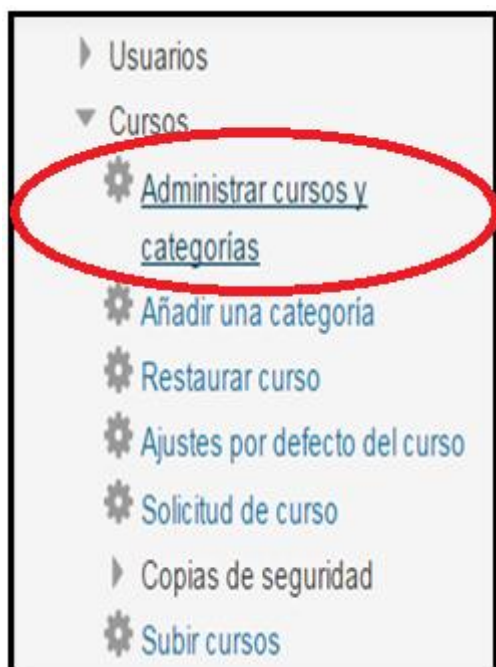 Usuarios
Cursos
Administrar cursos y
categorías
Añadir una categoría
Restaurar curso
Ajustes por defecto del curso
Solicitud de curso
Copias de seguridad
Subir cursos